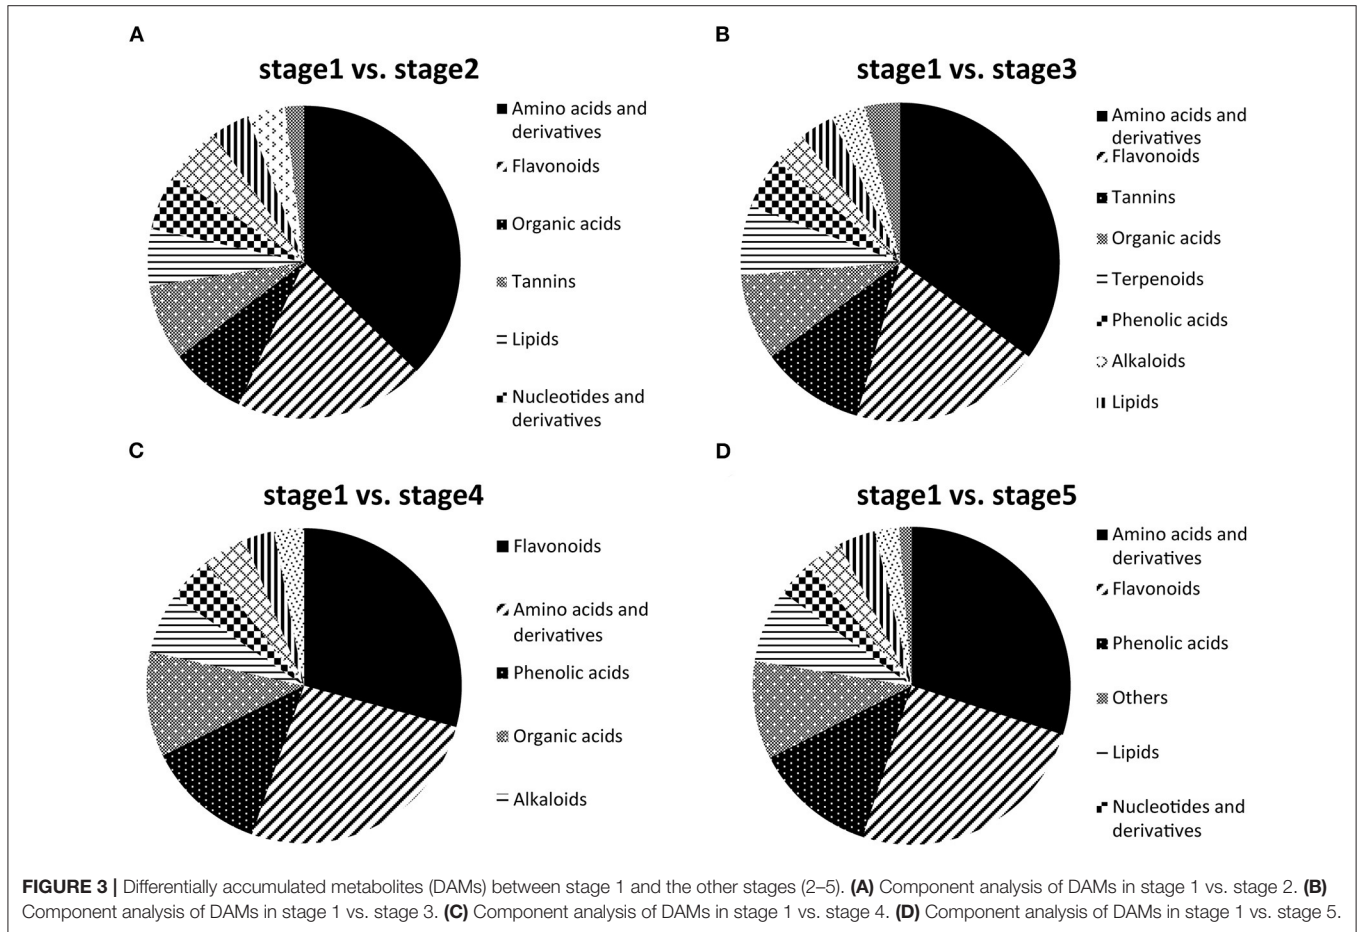 A
stage1 vs. stage2
Amino acids and
derivatives
Flavonoids
Organic acids
Tannins
Lipids
Nucleotides and
derivatives
B
stage1 vs. stage3
Amino acids and
derivatives
Flavonoids
Tannins
Organic acids
Terpenoids
Phenolic acids
Alkaloids
Lipids
C
stage1 vs. stage4
Flavonoids
Amino acids and
derivatives
Phenolic acids
Organic acids
Alkaloids
D
stage1 vs. stage5
Amino acids and
derivatives
Flavonoids
Phenolic acids
Others
Lipids
Nucleotides and
derivatives
FIGURE 3 | Differentially accumulated metabolites (DAMs) between stage 1 and the other stages (2–5). (A) Component analysis of DAMs in stage 1 vs. stage 2. (B)
Component analysis of DAMs in stage 1 vs. stage 3. (C) Component analysis of DAMs in stage 1 vs. stage 4. (D) Component analysis of DAMs in stage 1 vs. stage 5.